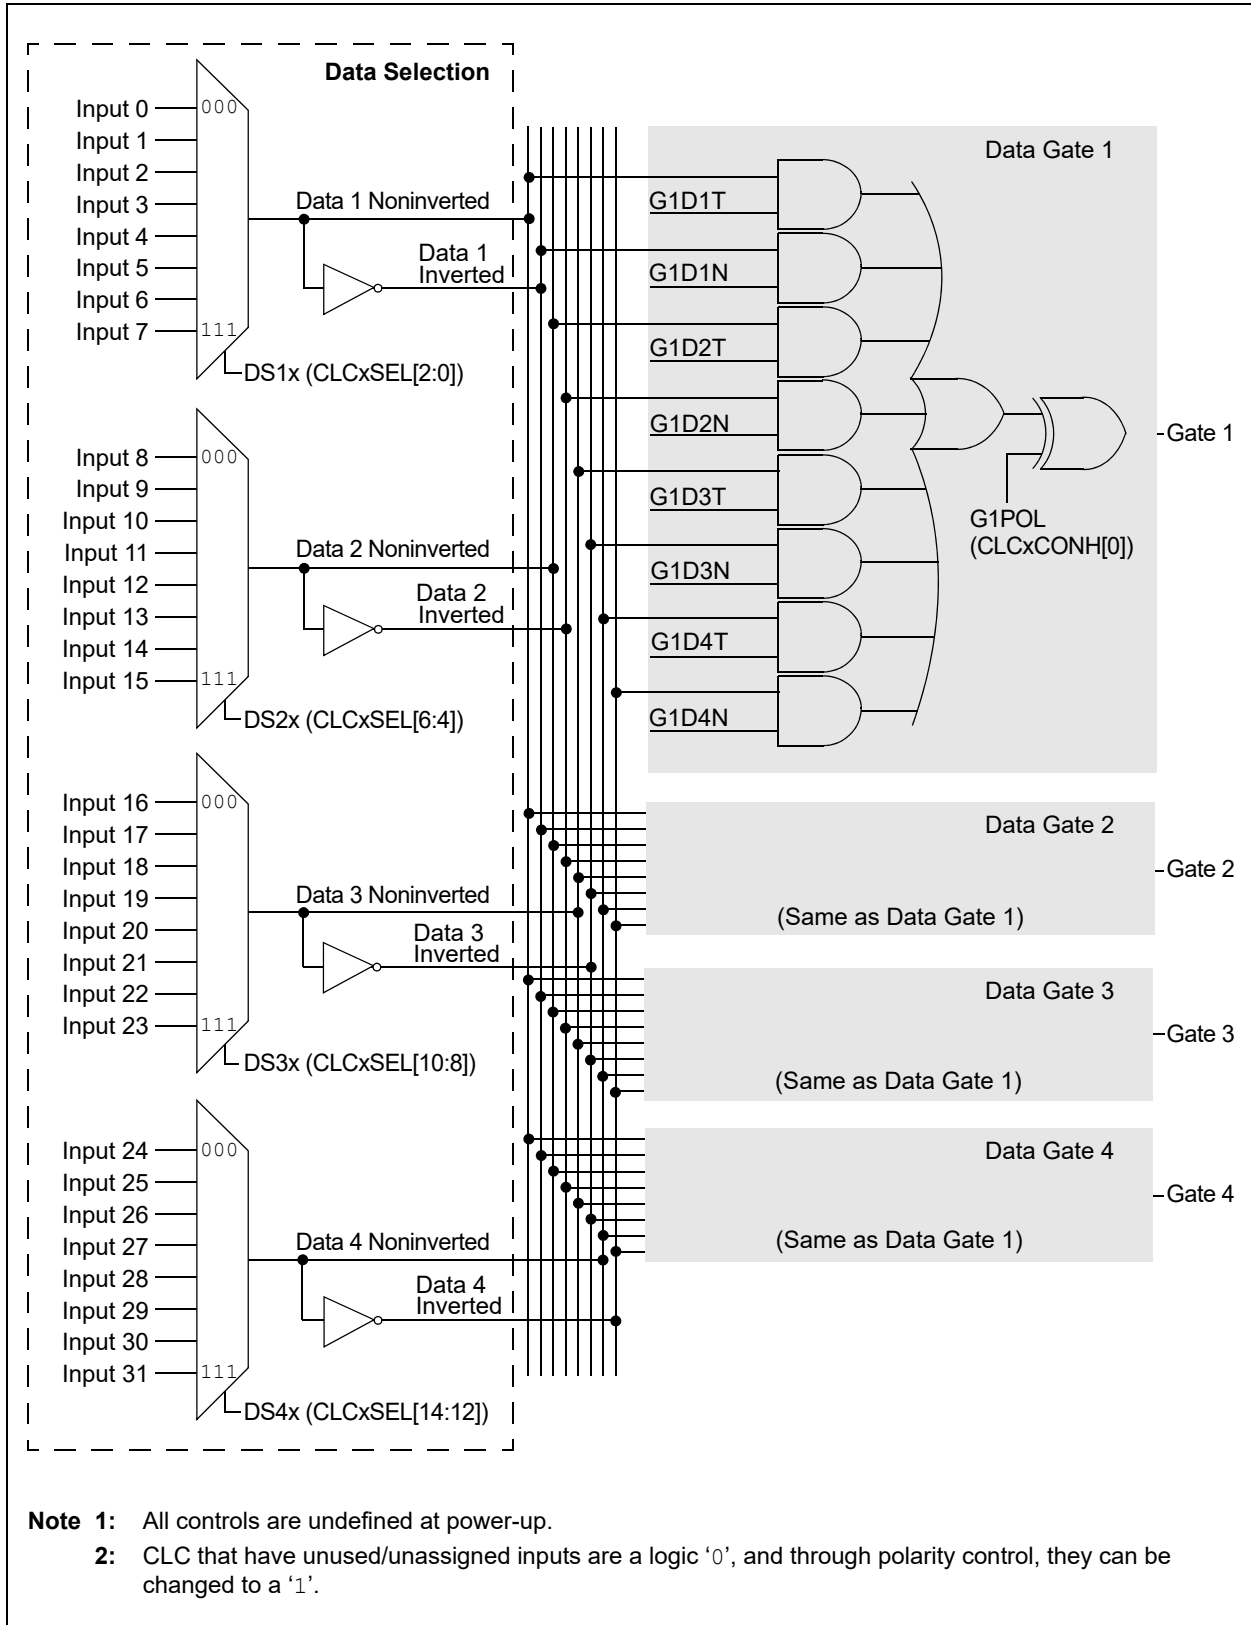 Data Selection
Input 0
000
Input 1
Input 2
Input 3
Input 4
Input 5
Input 6
Input 7
111
Data 1 Noninverted
Data 1
Inverted
DS1x (CLCxSEL[2:0])
Input 8
000
Input 9
Input 10
Input 11
Input 12
Input 13
Input 14
Input 15
111
Data 2 Noninverted
Data 2
Inverted
DS2x (CLCxSEL[6:4])
Input 16
000
Input 17
Input 18
Input 19
Input 20
Input 21
Input 22
Input 23
111
Data 3 Noninverted
Data 3
Inverted
DS3x (CLCxSEL[10:8])
Input 24
000
Input 25
Input 26
Input 27
Input 28
Input 29
Input 30
Input 31
111
Data 4 Noninverted
Data 4
Inverted
DS4x (CLCxSEL[14:12])
Data Gate 1
G1D1T
G1D1N
G1D2T
G1D2N
G1D3T
G1D3N
G1D4T
G1D4N
G1POL
(CLCxCONH[0])
Gate 1
Data Gate 2
(Same as Data Gate 1)
Gate 2
Data Gate 3
(Same as Data Gate 1)
Gate 3
Data Gate 4
(Same as Data Gate 1)
Gate 4
Note 1: All controls are undefined at power-up.
2: CLC that have unused/unassigned inputs are a logic ‘0’, and through polarity control, they can be
changed to a ‘1’.